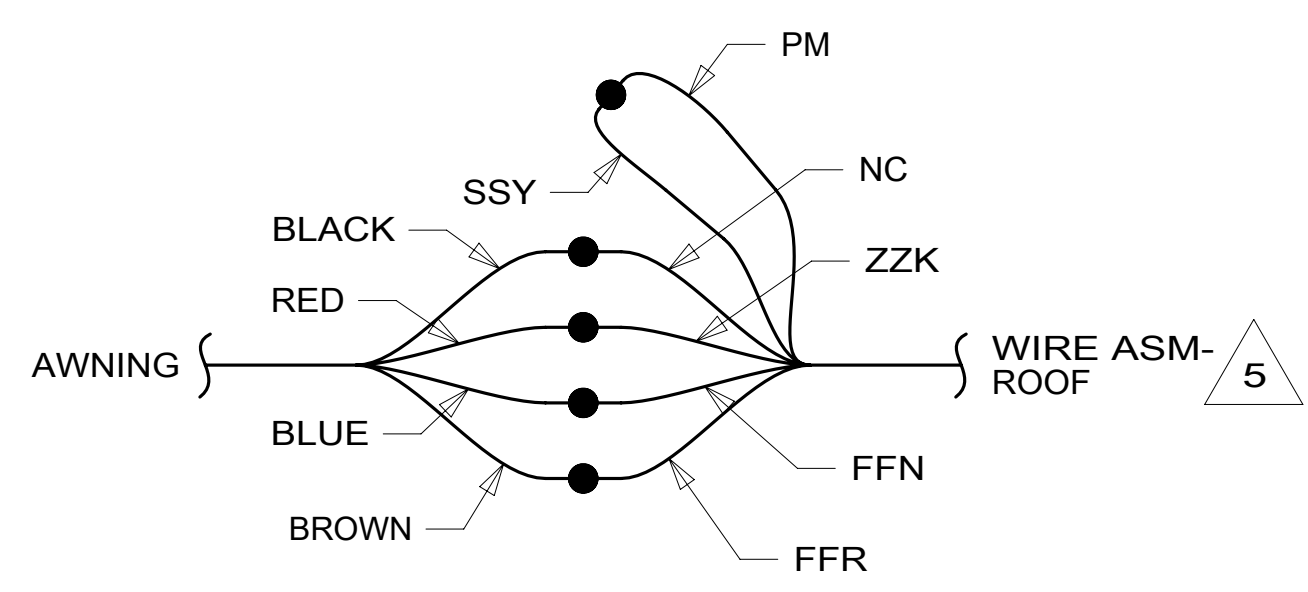 PM
NC
SSY
BLACK
ZZK
RED
AWNING
WIRE ASM-
ROOF
5
BLUE
FFN
BROWN
FFR